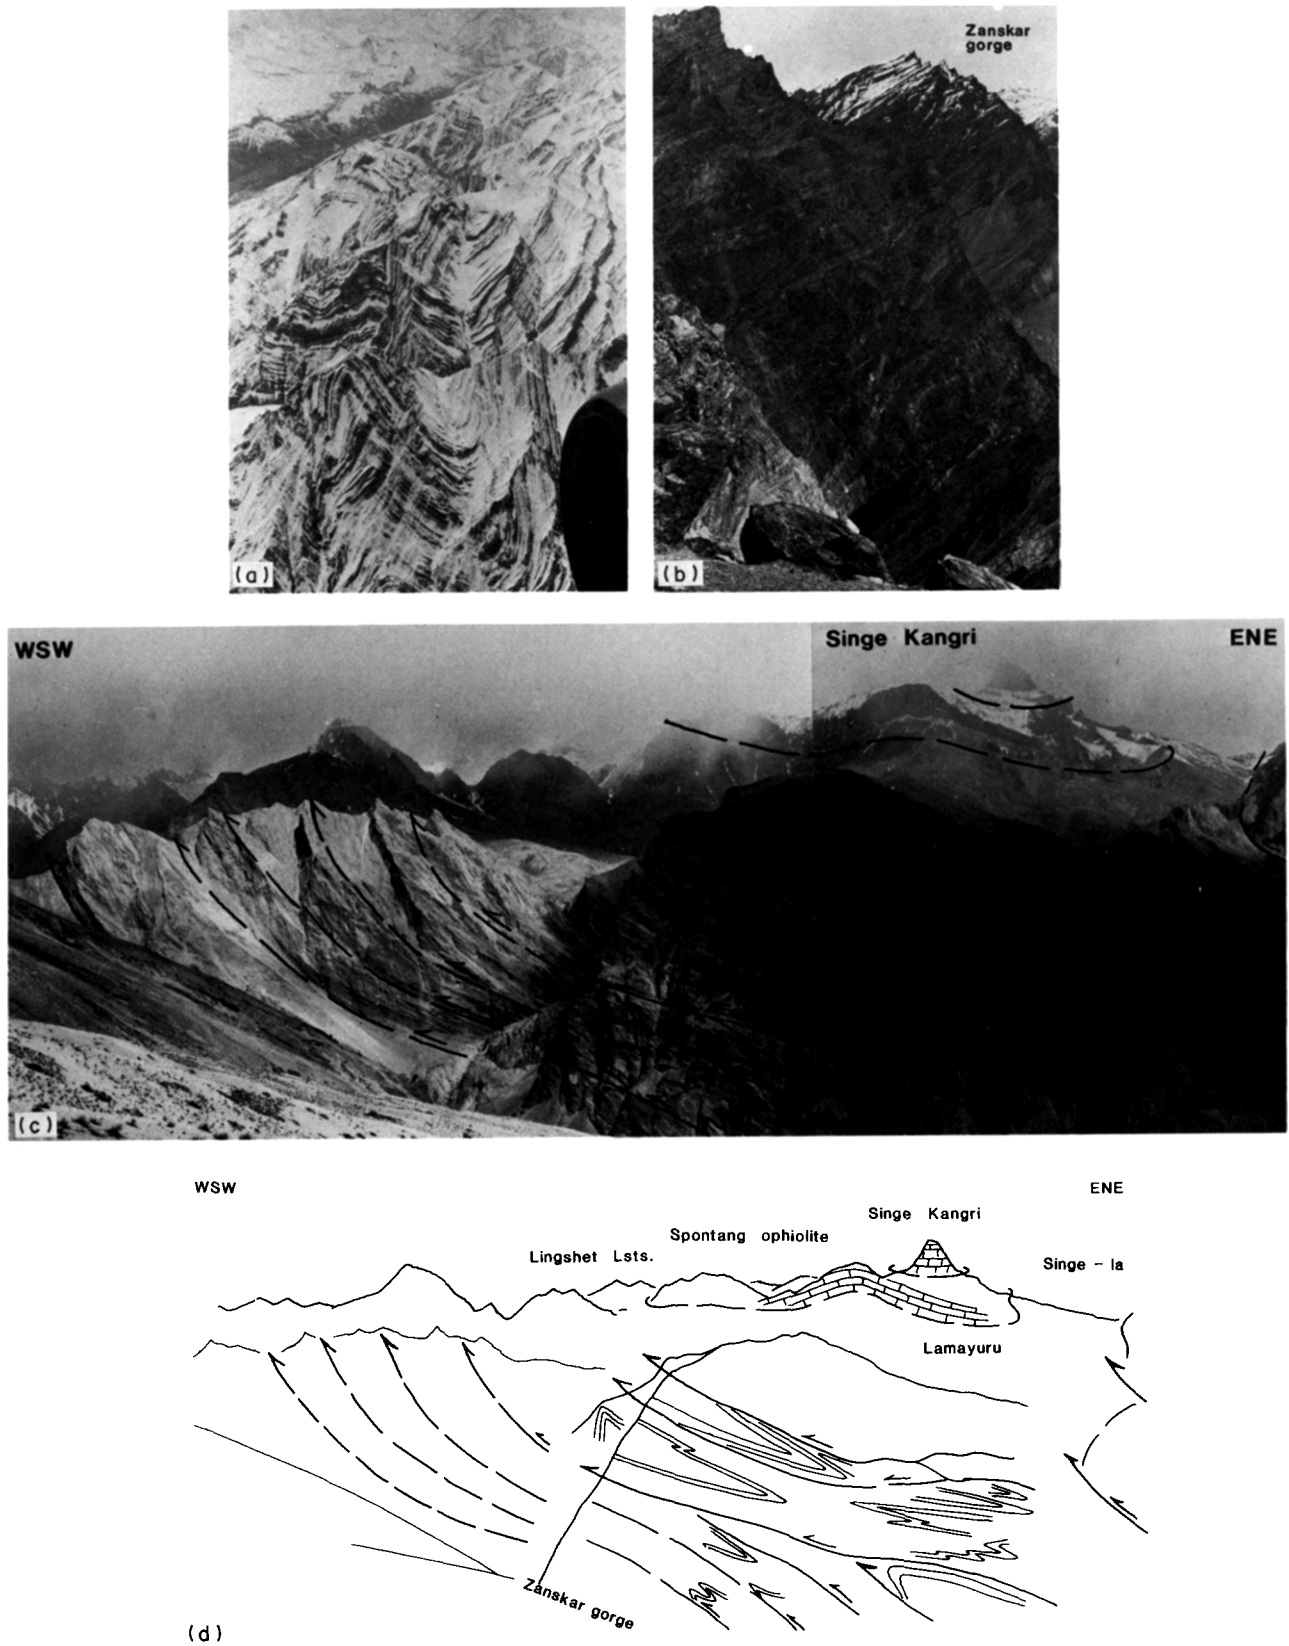 Zanskar
gorge
(a)
(b)
WSW
Singe Kangri
ENE
(c)
WSW
ENE
Singe Kangri
Spontang ophiolite
Lingshet Lsts.
Singe - la
Lamayuru
Zanskar gorge
(d)